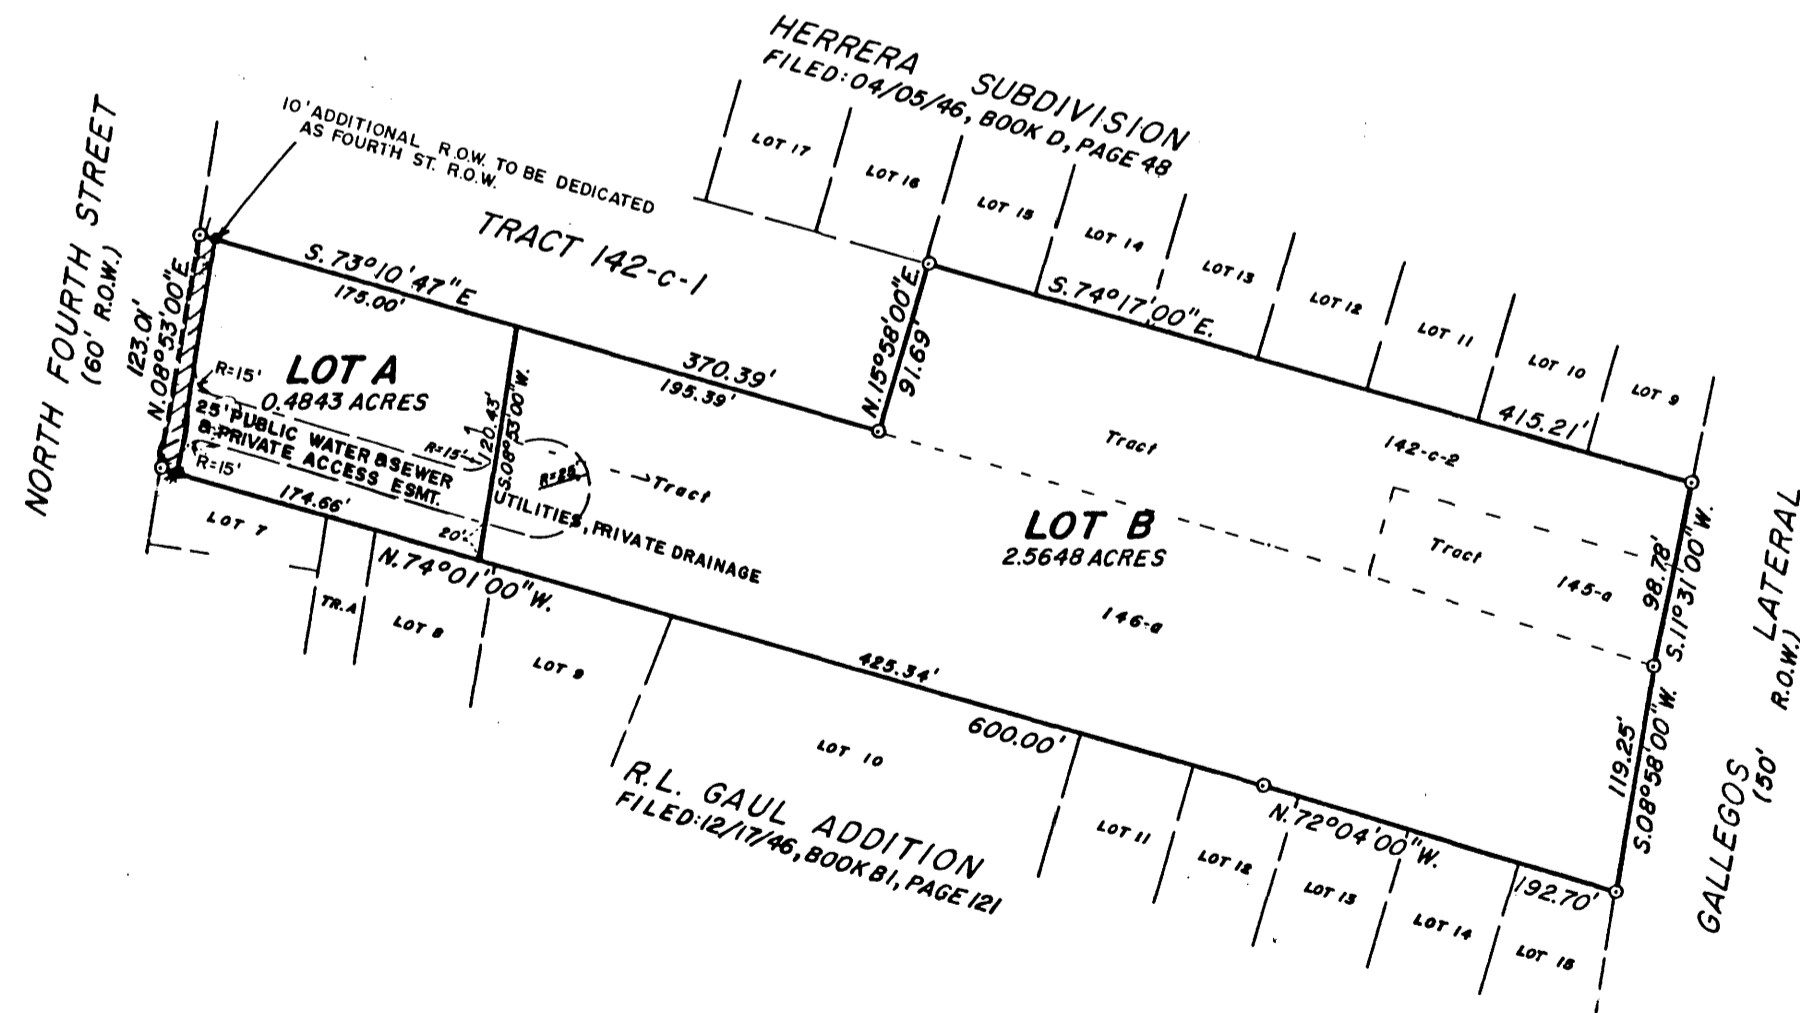 HERRERA SUBDIVISION
FILED: 04/05/46, BOOK D, PAGE 48
LOT 17
LOT 16
LOT 15
LOT 14
LOT 13
LOT 12
LOT 11
LOT 10
LOT 9
10' ADDITIONAL R.O.W. TO BE DEDICATED
AS FOURTH ST. R.O.W.
NORTH FOURTH STREET
(60' R.O.W.)
123.01'
N.08°53'00"E.
TRACT 142-c-1
S.73°10'47"E
175.00'
370.39'
195.39'
N.15°58'00"E.
91.69'
S.74°17'00"E.
415.21'
R=15'
LOT A
0.4843 ACRES
25' PUBLIC WATER & SEWER
& PRIVATE ACCESS ESMT.
R=15'
R=15'
120.43'
S.08°53'00"W.
R=25'
Tract
UTILITIES, PRIVATE DRAINAGE
20'
174.66'
N.74°01'00"W.
Tract
142-c-2
LOT B
2.5648 ACRES
Tract
145-a
146-a
98.78'
S.11°31'00"W.
119.25'
S.08°58'00"W.
GALLEGOS LATERAL
(50' R.O.W.)
LOT 7
TR.A
LOT 8
LOT 9
425.34'
600.00'
LOT 10
R.L. GAUL ADDITION
FILED: 12/17/46, BOOK B1, PAGE 121
LOT 11
LOT 12
N.72°04'00"W.
192.70'
LOT 13
LOT 14
LOT 15